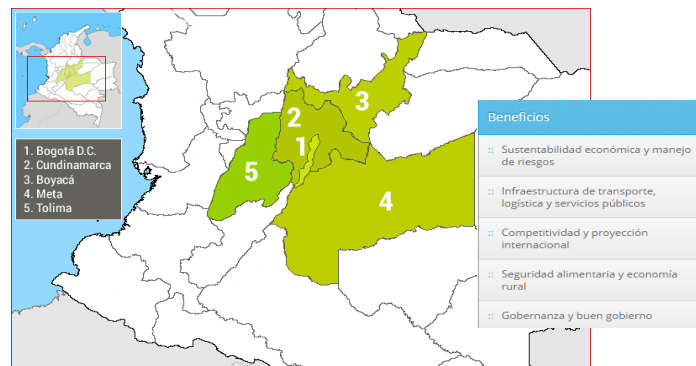 1. Bogotá D.C.
2. Cundinamarca
3. Boyacá
4. Meta
5. Tolima
3
2
1
5
4
Beneficios
Sustentabilidad económica y manejo
de riesgos
Infraestructura de transporte,
logística y servicios públicos
Competitividad y proyección
internacional
Seguridad alimentaria y economía
rural
Gobernanza y buen gobierno